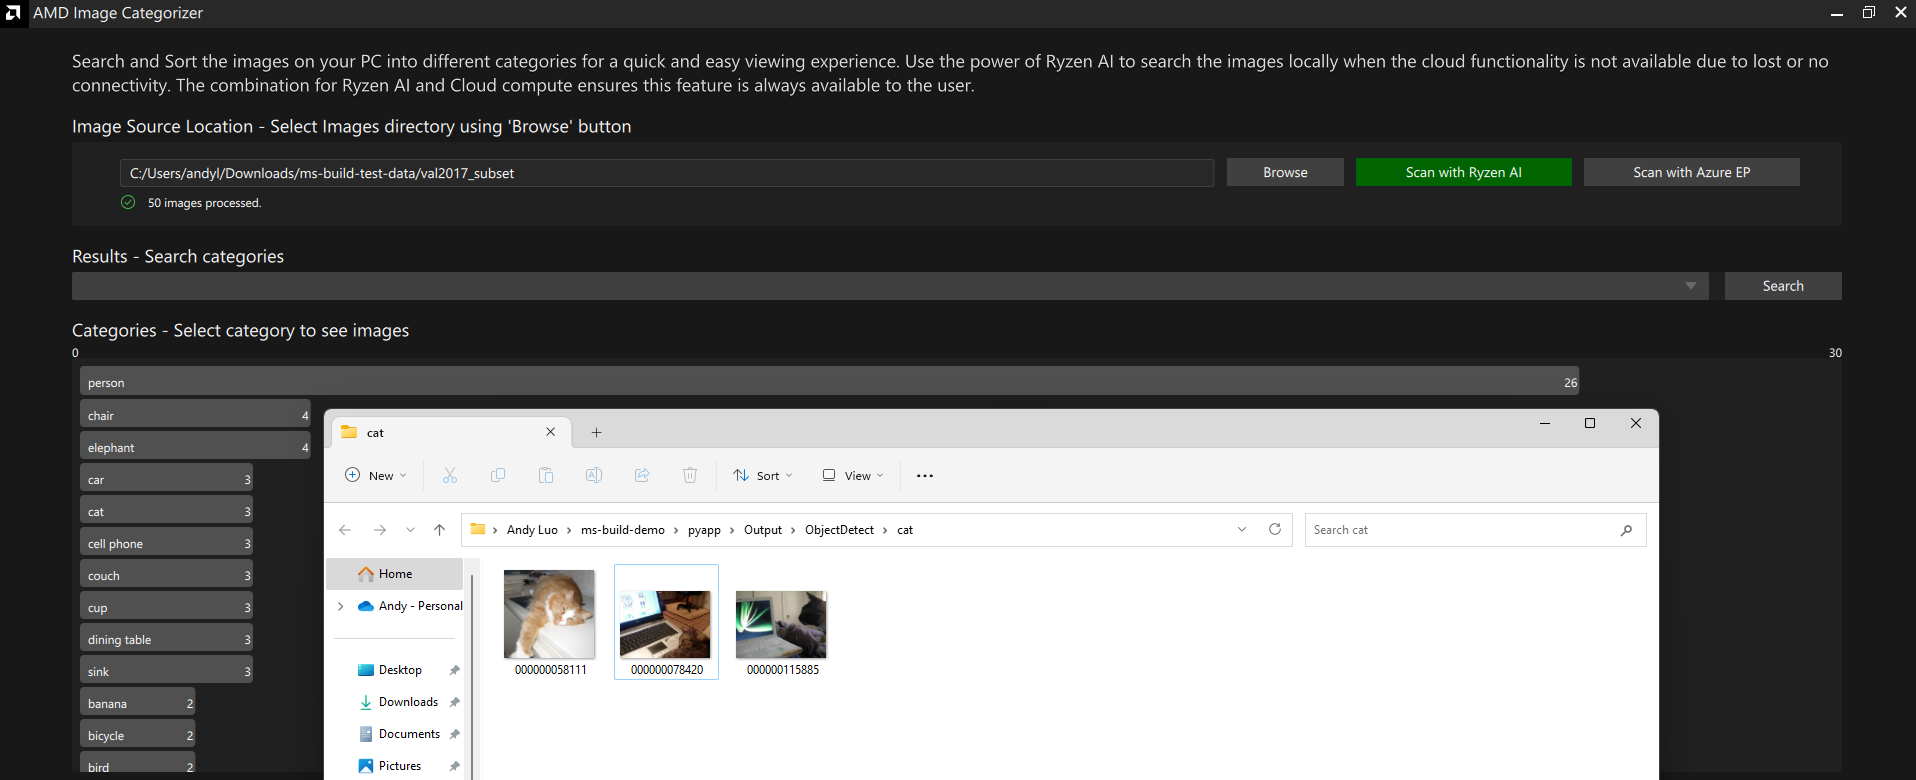 AMD Image Categorizer
Search and Sort the images on your PC into different categories for a quick and easy viewing experience. Use the power of Ryzen AI to search the images locally when the cloud functionality is not available due to lost or no
connectivity. The combination for Ryzen AI and Cloud compute ensures this feature is always available to the user.
Image Source Location - Select Images directory using 'Browse' button
C:/Users/andyl/Downloads/ms-build-test-data/val2017_subset
Browse
Scan with Ryzen AI
Scan with Azure EP
50 images processed.
Results - Search categories
Search
Categories - Select category to see images
0
30
person 26
chair 4
elephant 4
car 3
cat 3
cell phone 3
couch 3
cup 3
dining table 3
sink 3
banana 2
bicycle 2
bird 2
cat
New
Sort
View
Andy Luo > ms-build-demo > pyapp > Output > ObjectDetect > cat
Search cat
Home
Andy - Personal
Desktop
Downloads
Documents
Pictures
000000058111
000000078420
000000115885